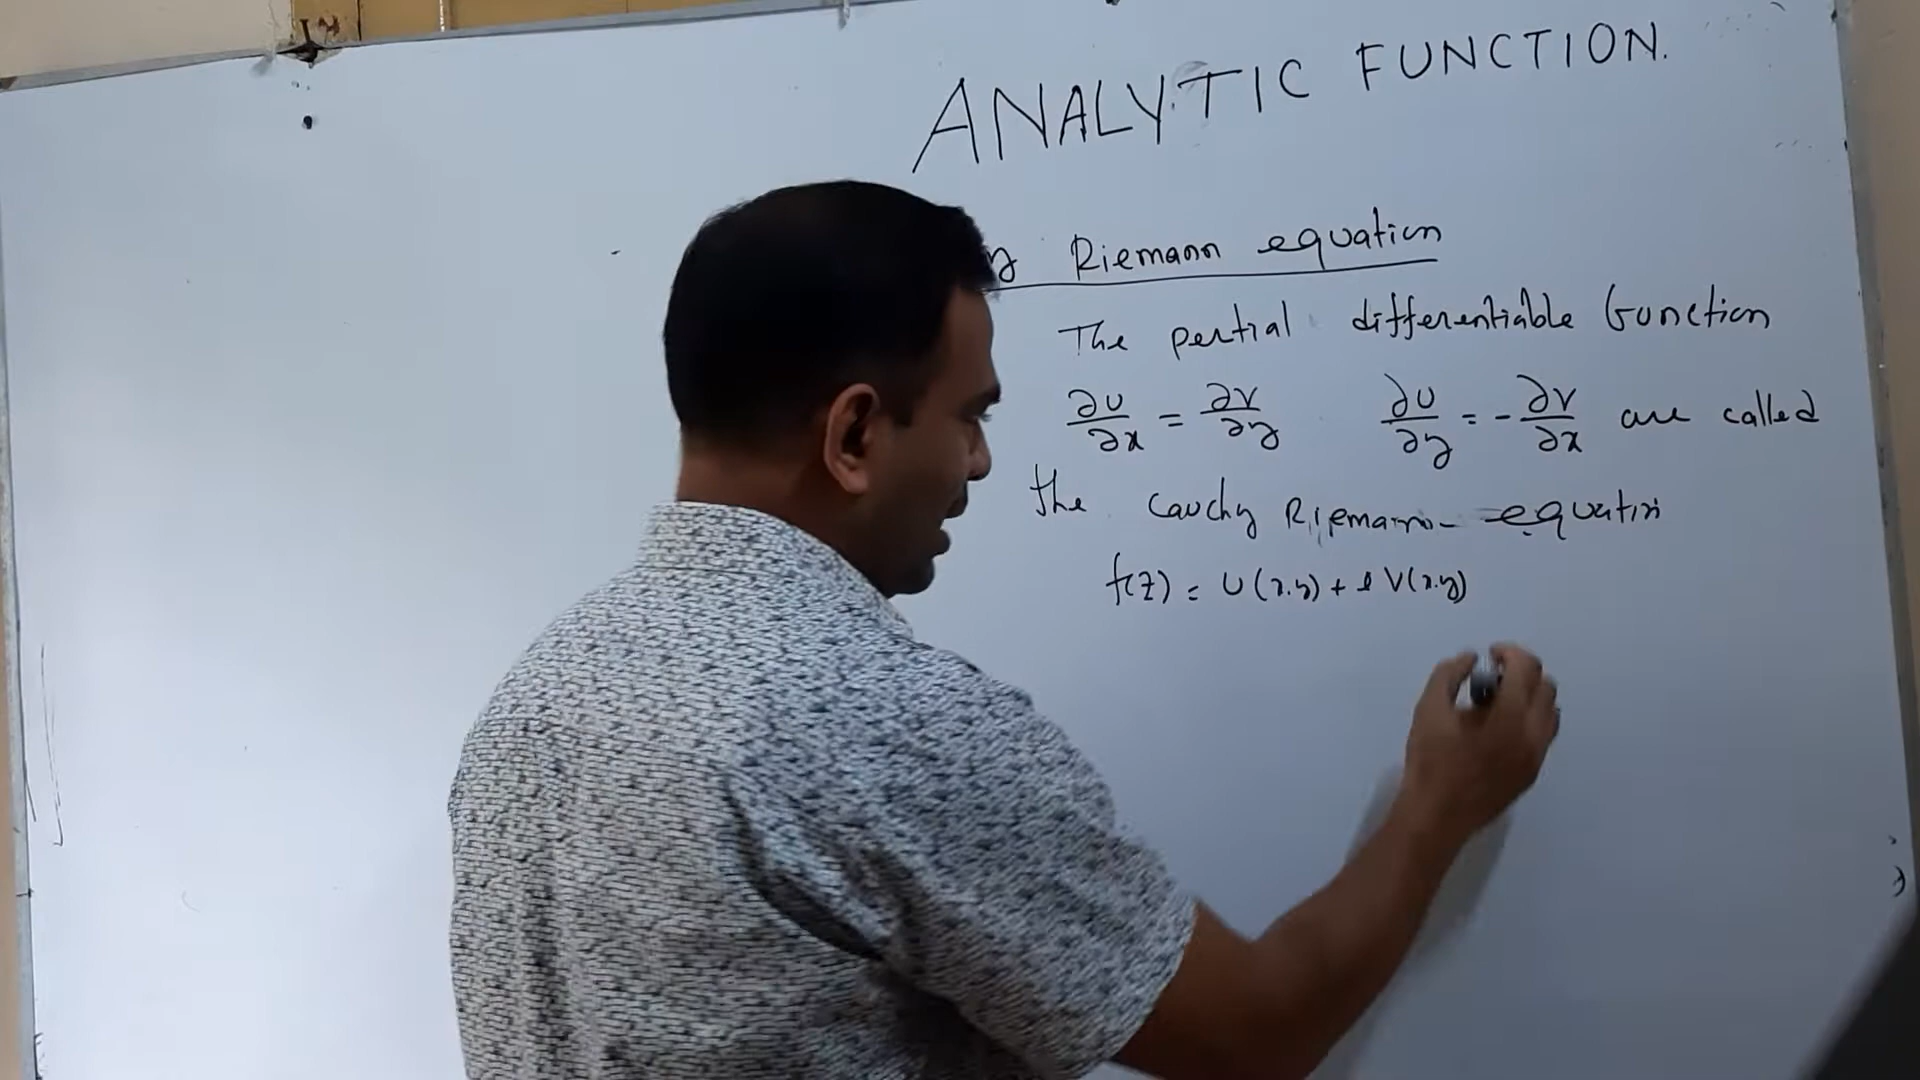 ANALYTIC FUNCTION.
y Riemann equation
The partial differentiable function
∂u/∂x = ∂v/∂y ∂u/∂y = -∂v/∂x are called
the Cauchy Riemann equation
f(z) = u(x.y) + i v(x.y)